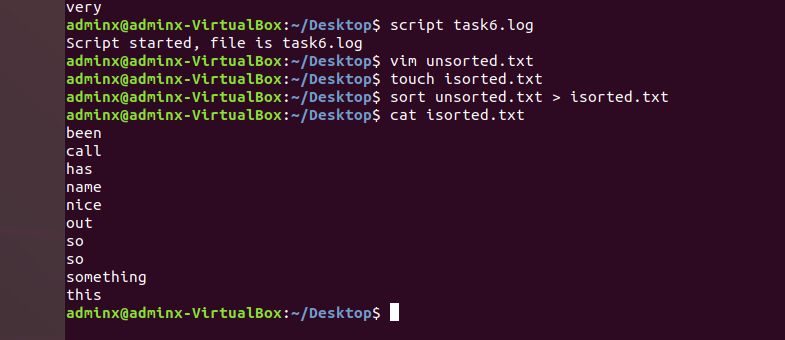 very
adminx@adminx-VirtualBox:~/Desktop$ script task6.log
Script started, file is task6.log
adminx@adminx-VirtualBox:~/Desktop$ vim unsorted.txt
adminx@adminx-VirtualBox:~/Desktop$ touch isorted.txt
adminx@adminx-VirtualBox:~/Desktop$ sort unsorted.txt > isorted.txt
adminx@adminx-VirtualBox:~/Desktop$ cat isorted.txt
been
call
has
name
nice
out
so
so
something
this
adminx@adminx-VirtualBox:~/Desktop$